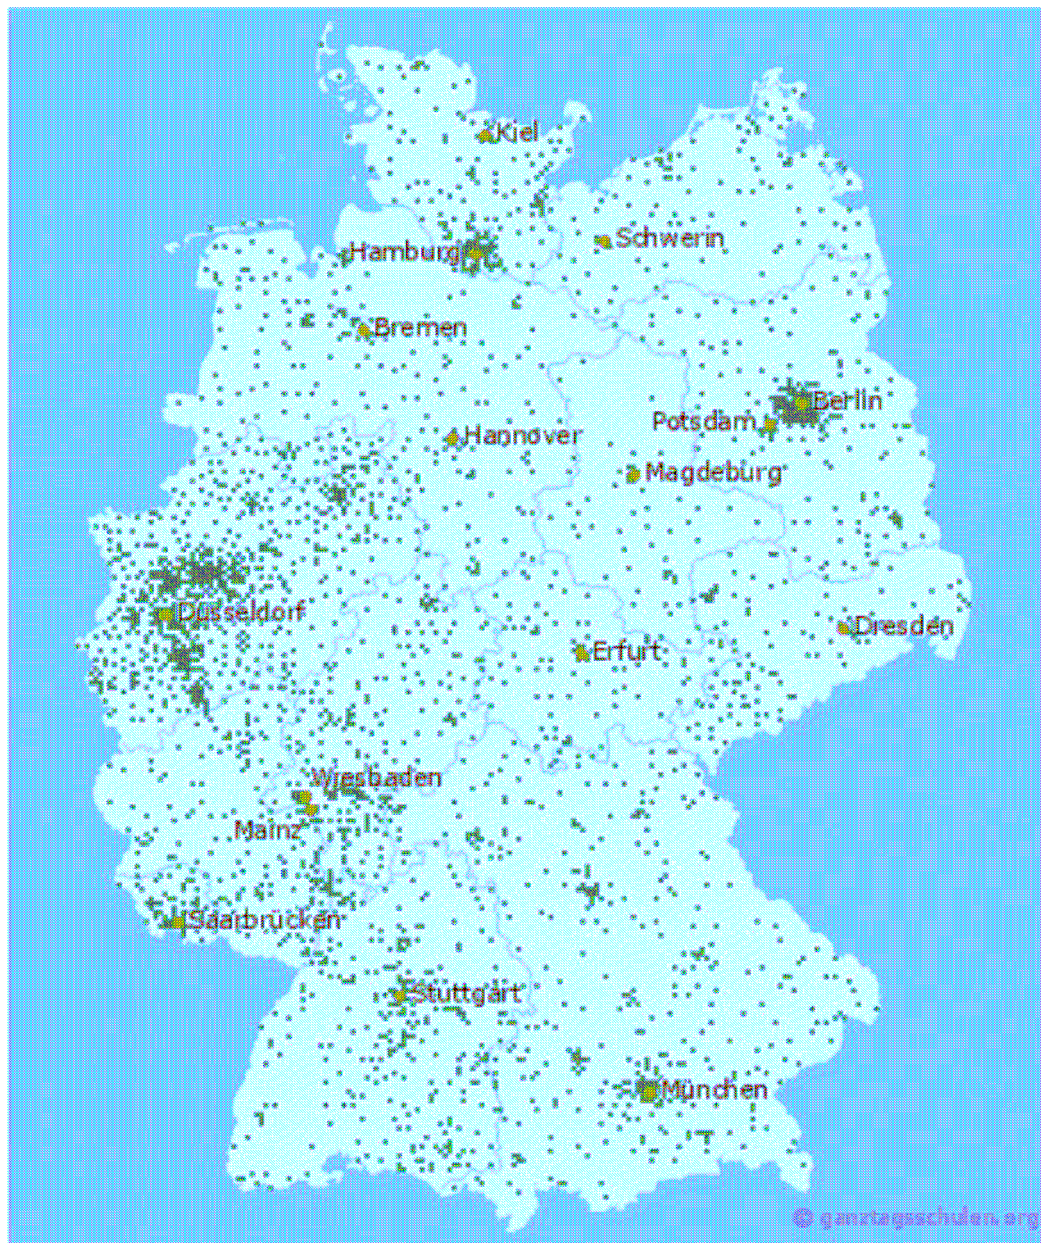 Kiel
Schwerin
Hamburg
Bremen
Berlin
Potsdam
Hannover
Magdeburg
Düsseldorf
Dresden
Erfurt
Wiesbaden
Mainz
Saarbrücken
Stuttgart
München
© ganztagsschulen.org